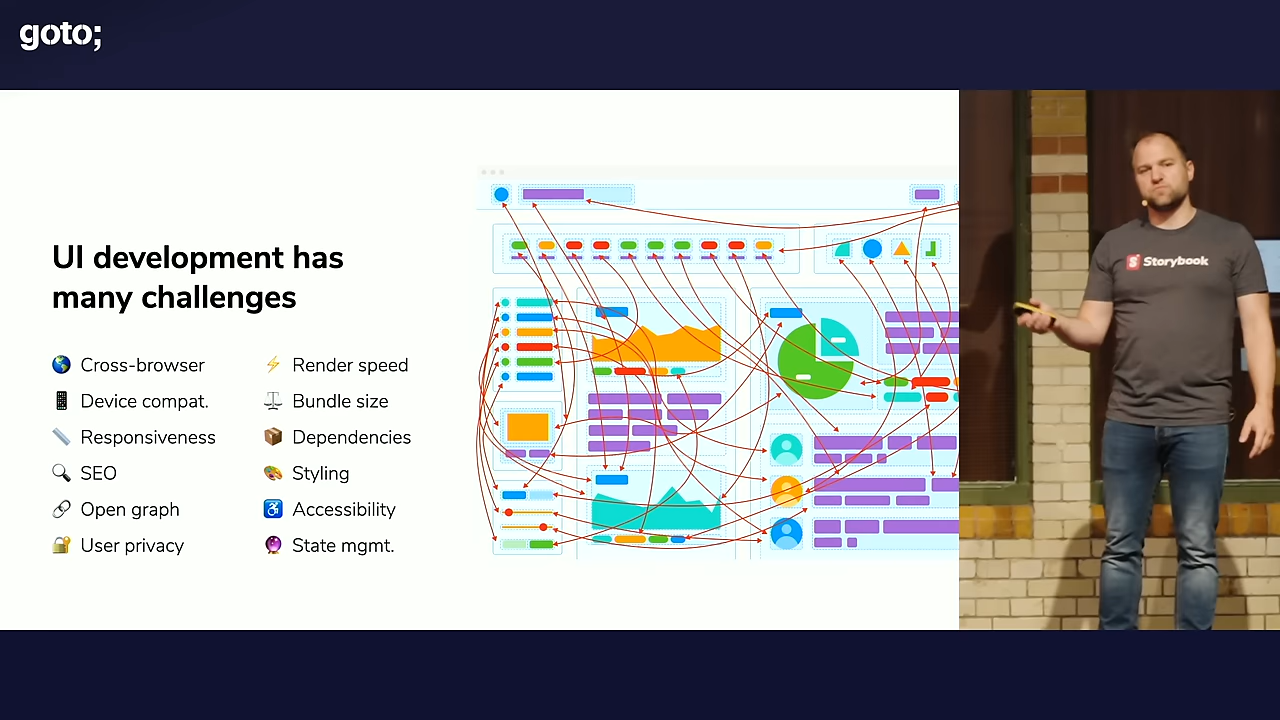 goto;
UI development has
many challenges
Cross-browser
Device compat.
Responsiveness
SEO
Open graph
User privacy
Render speed
Bundle size
Dependencies
Styling
Accessibility
State mgmt.
Storybook